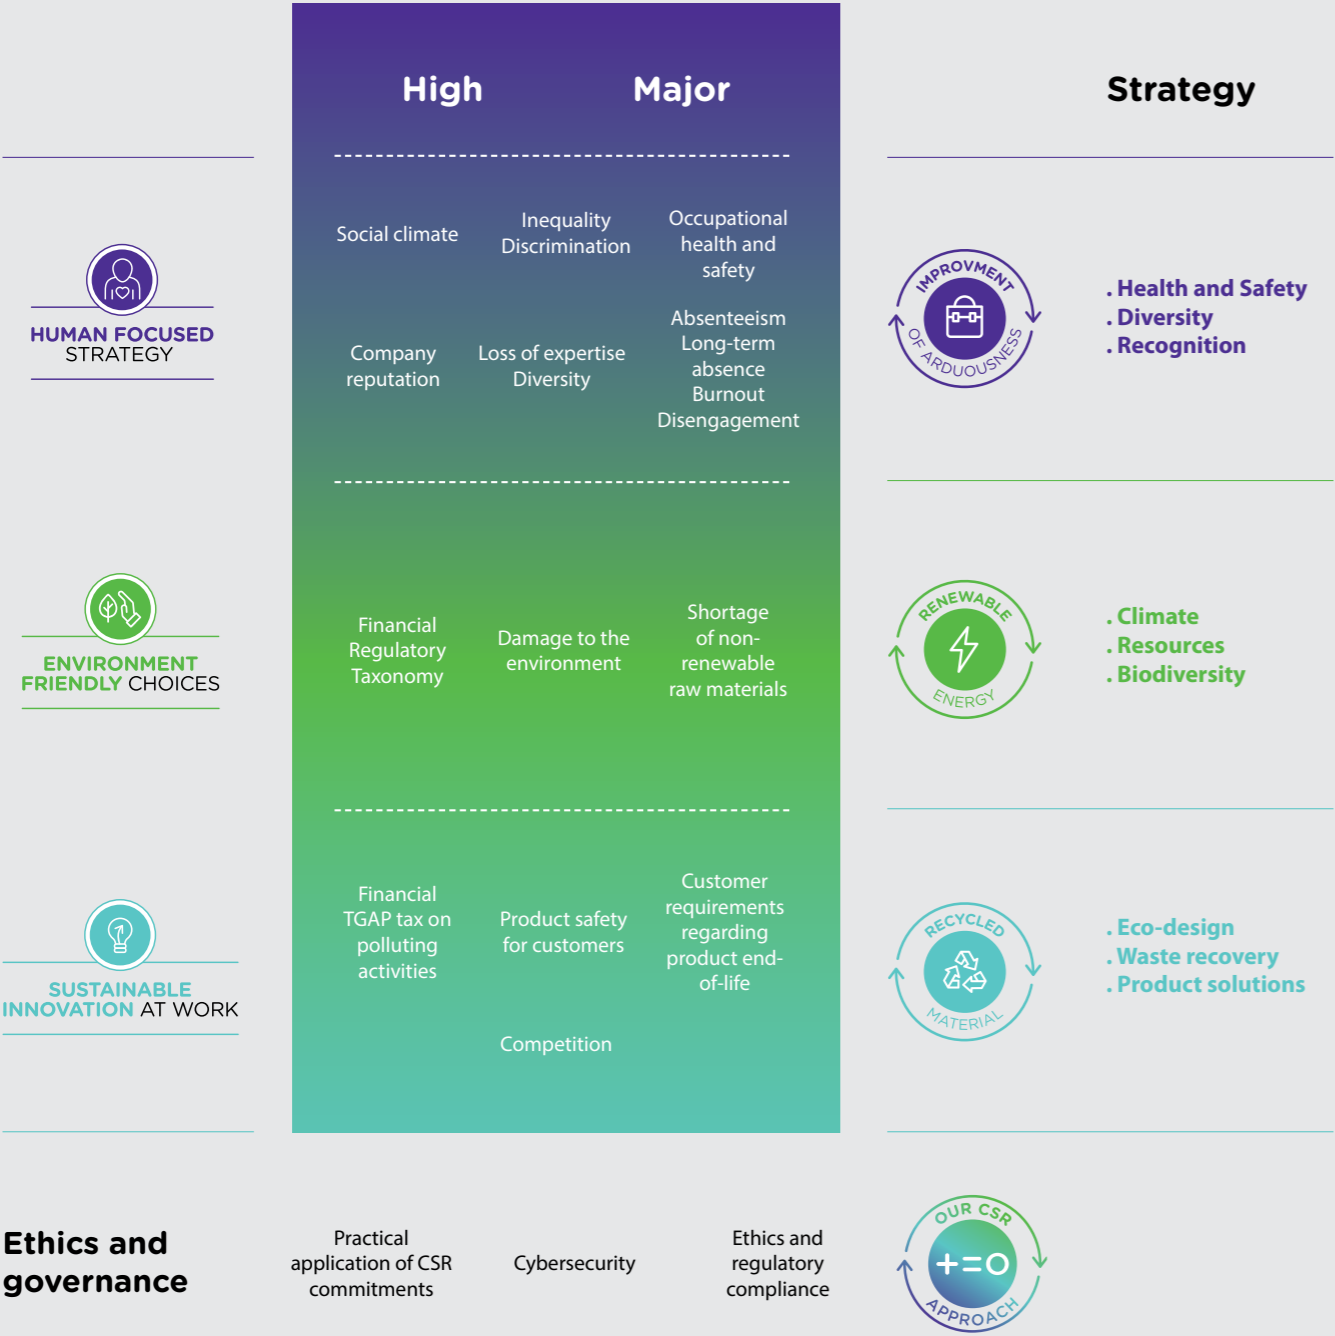 High
Major
Strategy
HUMAN FOCUSED
STRATEGY
Social climate
Inequality
Discrimination
Occupational
health and
safety
Company
reputation
Loss of expertise
Diversity
Absenteeism
Long-term
absence
Burnout
Disengagement
IMPROVMENT
OF ARDUOUSNESS
. Health and Safety
. Diversity
. Recognition
ENVIRONMENT
FRIENDLY CHOICES
Financial
Regulatory
Taxonomy
Damage to the
environment
Shortage
of non-
renewable
raw materials
RENEWABLE
ENERGY
. Climate
. Resources
. Biodiversity
SUSTAINABLE
INNOVATION AT WORK
Financial
TGAP tax on
polluting
activities
Product safety
for customers
Customer
requirements
regarding
product end-
of-life
Competition
RECYCLED
MATERIAL
. Eco-design
. Waste recovery
. Product solutions
Ethics and
governance
Practical
application of CSR
commitments
Cybersecurity
Ethics and
regulatory
compliance
OUR CSR
+=O
APPROACH